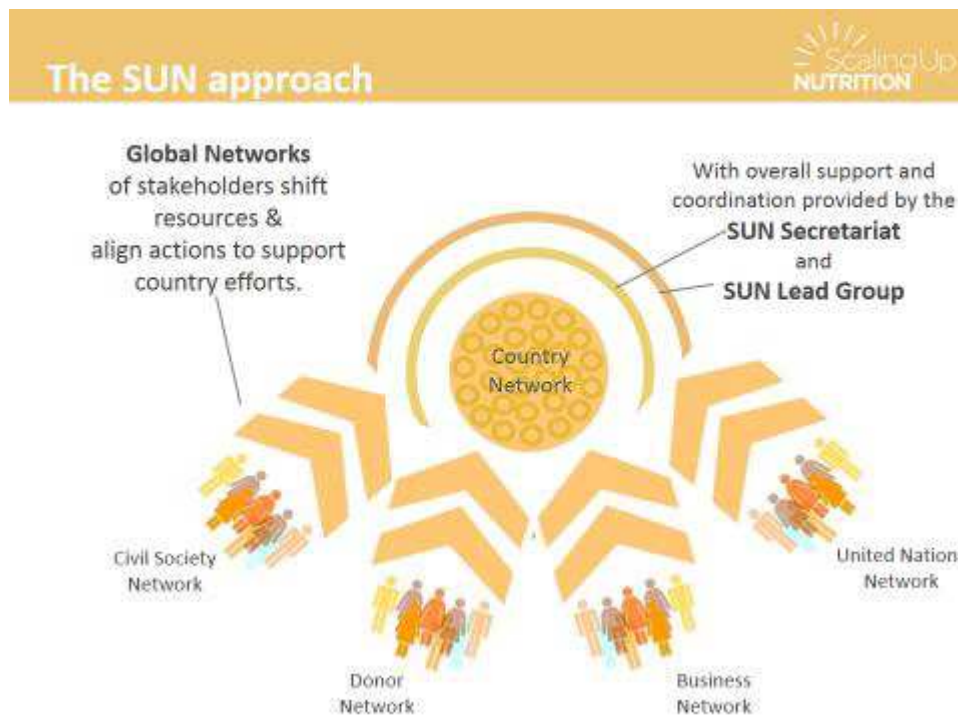 The SUN approach
ScalingUp
NUTRITION
Global Networks
of stakeholders shift
resources &
align actions to support
country efforts.
With overall support and
coordination provided by the
SUN Secretariat
and
SUN Lead Group
Country
Network
Civil Society
Network
Donor
Network
Business
Network
United Nation
Network